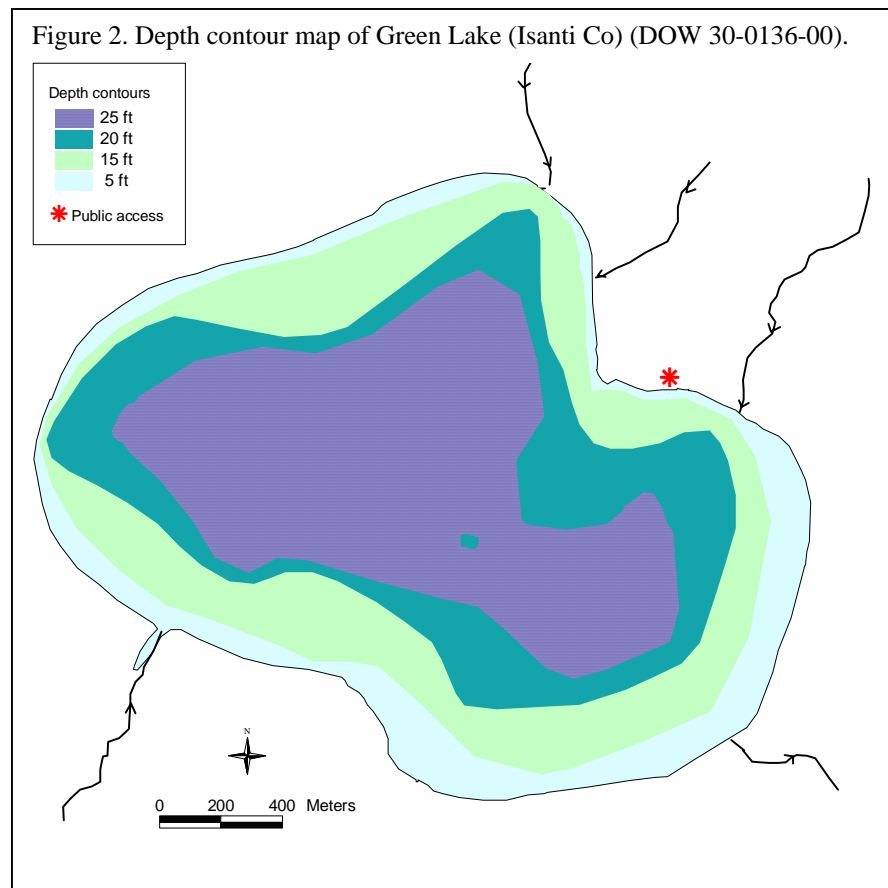 Figure 2. Depth contour map of Green Lake (Isanti Co) (DOW 30-0136-00).
Depth contours
25 ft
20 ft
15 ft
5 ft
Public access
N
0 200 400 Meters